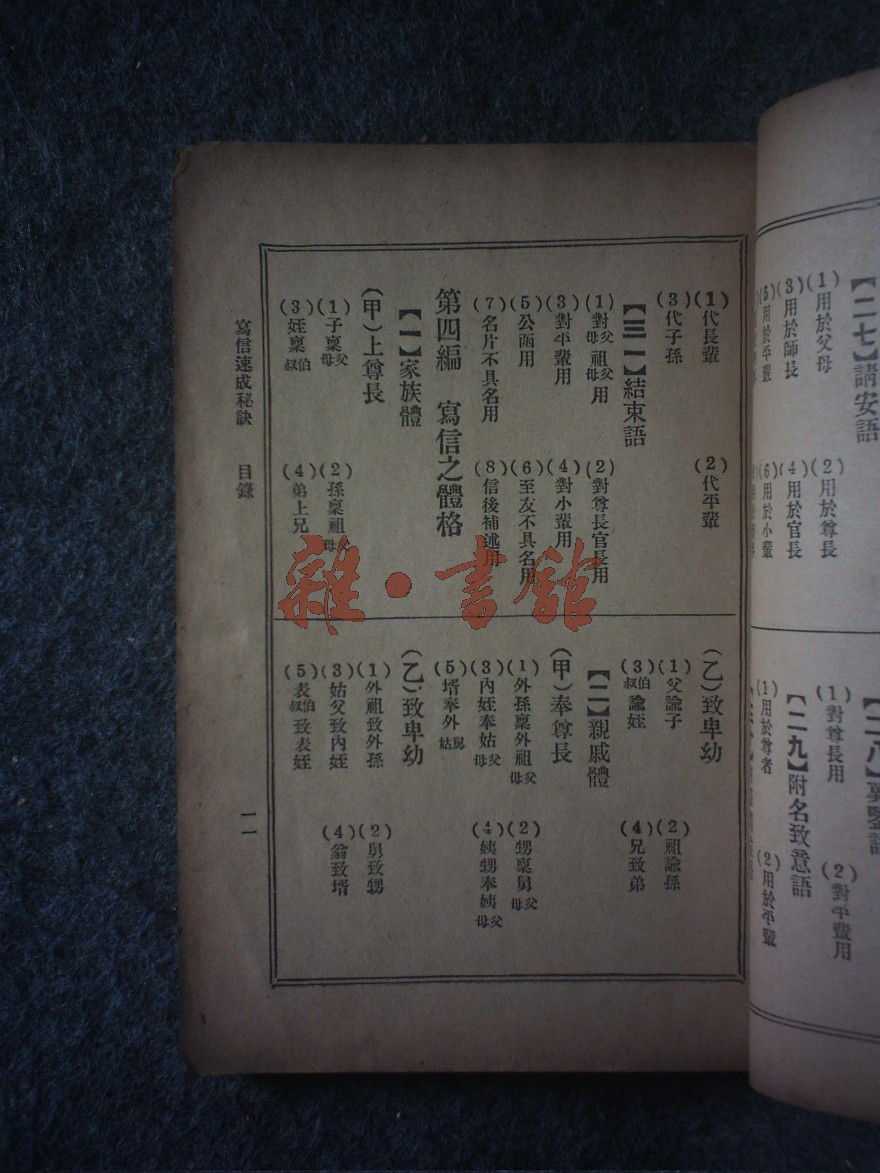 【二七】請安語
(1)用於父母
(2)用於尊長
(3)用於師長
(4)用於官長
(5)用於平輩
(6)用於小輩
(1)對尊長用
(2)對平輩用
【二九】附名致意語
(1)用於尊者
(2)用於平輩
(1)代長輩
(2)代平輩
(3)代子孫
【三一】結束語
(1)對父母祖父母用
(2)對尊長官長用
(3)對平輩用
(4)對小輩用
(5)公函用
(6)至友不具名用
(7)名片不具名用
(8)信後補述用
第四編 寫信之體格
【一】家族體
(甲)上尊長
(1)子稟父母
(2)孫稟祖父母
(3)姪稟伯叔
(4)弟上兄
(乙)致卑幼
(1)父諭子
(2)祖諭孫
(3)伯叔諭姪
(4)兄致弟
【二】親戚體
(甲)奉尊長
(1)外孫稟外祖父母
(2)甥稟舅父母
(3)內姪奉姑父母
(4)姨甥奉姨父母
(5)壻奉外舅姑
(乙)致卑幼
(1)外祖致外孫
(2)舅致甥
(3)姑父致內姪
(4)翁致壻
(5)表伯叔致表姪
寫信速成秘訣 目錄
一一
雜·書館